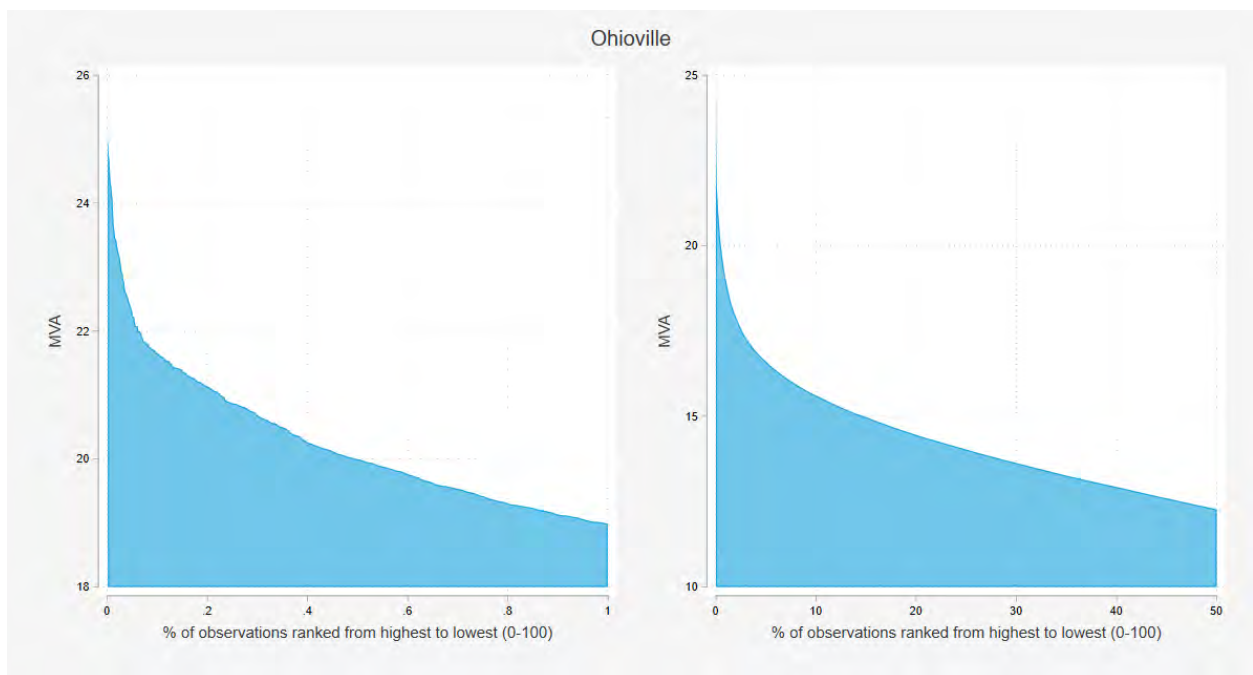 Ohioville
MVA
26
24
22
20
18
0 .2 .4 .6 .8 1
% of observations ranked from highest to lowest (0-100)
MVA
25
20
15
10
0 10 20 30 40 50
% of observations ranked from highest to lowest (0-100)